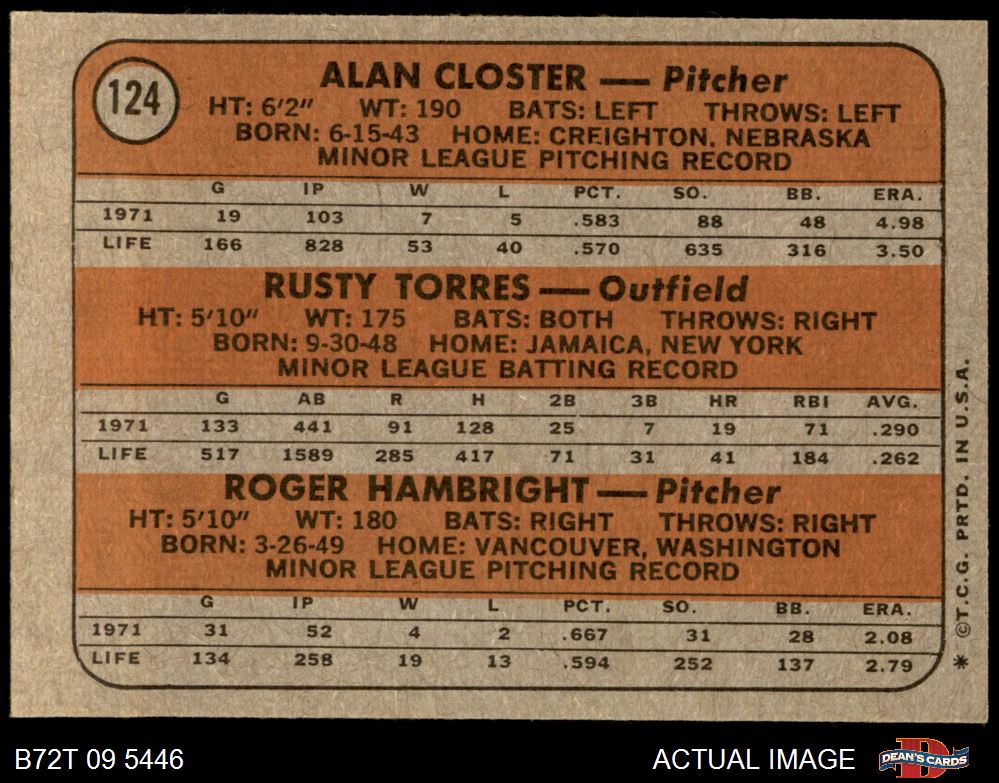 124
ALAN CLOSTER — Pitcher
HT: 6'2" WT: 190 BATS: LEFT THROWS: LEFT
BORN: 6-15-43 HOME: CREIGHTON, NEBRASKA
MINOR LEAGUE PITCHING RECORD
G IP W L PCT. SO. BB. ERA.
1971 19 103 7 5 .583 88 48 4.98
LIFE 166 828 53 40 .570 635 316 3.50
RUSTY TORRES — Outfield
HT: 5'10" WT: 175 BATS: BOTH THROWS: RIGHT
BORN: 9-30-48 HOME: JAMAICA, NEW YORK
MINOR LEAGUE BATTING RECORD
G AB R H 2B 3B HR RBI AVG.
1971 133 441 91 128 25 7 19 71 .290
LIFE 517 1589 285 417 71 31 41 184 .262
ROGER HAMBRIGHT — Pitcher
HT: 5'10" WT: 180 BATS: RIGHT THROWS: RIGHT
BORN: 3-26-49 HOME: VANCOUVER, WASHINGTON
MINOR LEAGUE PITCHING RECORD
G IP W L PCT. SO. BB. ERA.
1971 31 52 4 2 .667 31 28 2.08
LIFE 134 258 19 13 .594 252 137 2.79
* ©T.C.G. PRTD. IN U.S.A.
B72T 09 5446
ACTUAL IMAGE
DEAN'S CARDS